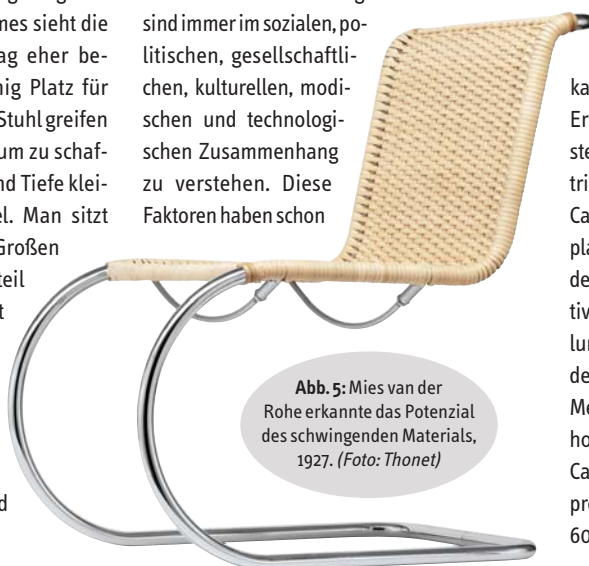 mes sieht die
ag eher be-
nig Platz für
Stuhl greifen
um zu schaf-
nd Tiefe klei-
el. Man sitzt
Großen
teil
t
d
sind immer im sozialen, po-
litischen, gesellschaftli-
chen, kulturellen, modi-
schen und technologi-
schen Zusammenhang
zu verstehen. Diese
Faktoren haben schon
Abb. 5: Mies van der
Rohe erkannte das Potenzial
des schwingenden Materials,
1927. (Foto: Thonet)
ka
Er
ste
tri
Ca
pla
de
tiv
de
Me
ho
Ca
pre
60